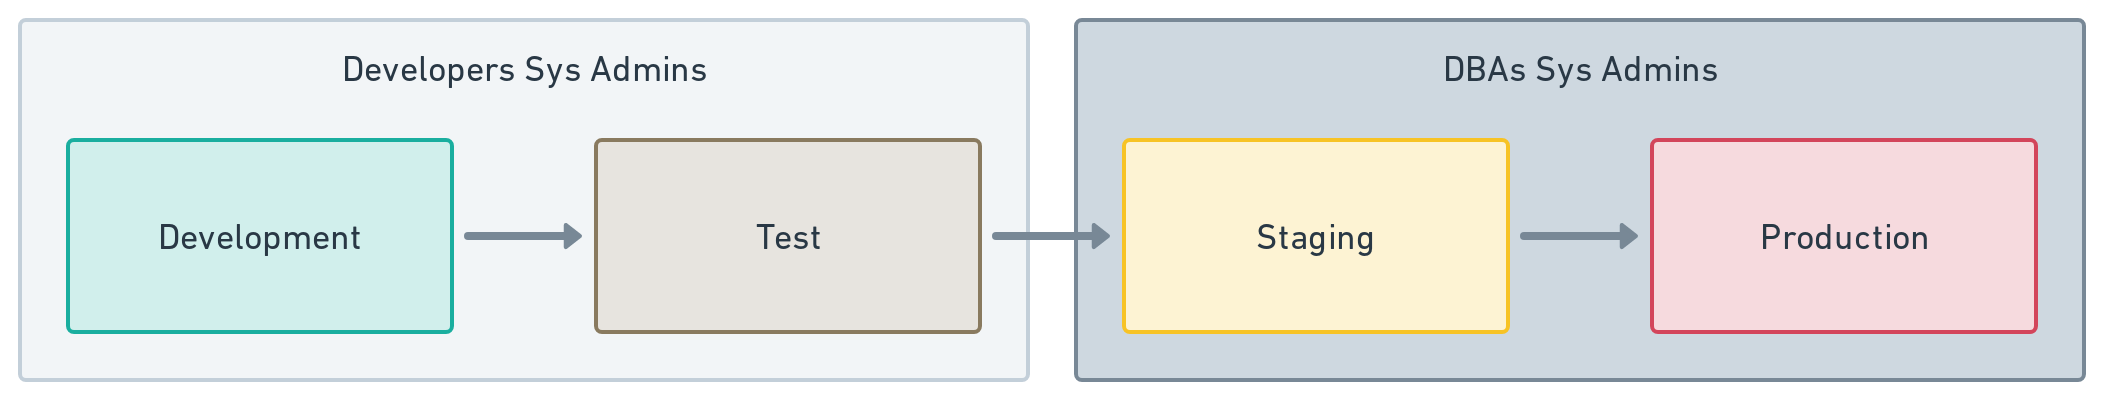 Developers Sys Admins
DBAs Sys Admins
Development
Test
Staging
Production